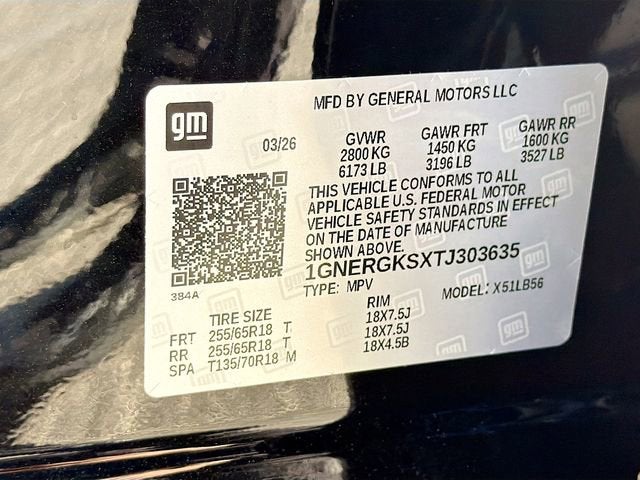 gm
MFD BY GENERAL MOTORS LLC
03/26
GVWR GAWR FRT GAWR RR
2800 KG 1450 KG 1600 KG
6173 LB 3196 LB 3527 LB
THIS VEHICLE CONFORMS TO ALL
APPLICABLE U.S. FEDERAL MOTOR
VEHICLE SAFETY STANDARDS IN EFFECT
ON THE DATE OF MANUFACTURE
SHOWN ABOVE.
1GNERGKSXTJ303635
384A
TYPE: MPV MODEL: X51LB56
TIRE SIZE RIM
FRT 255/65R18 T 18X7.5J
RR 255/65R18 T 18X7.5J
SPA T135/70R18 M 18X4.5B